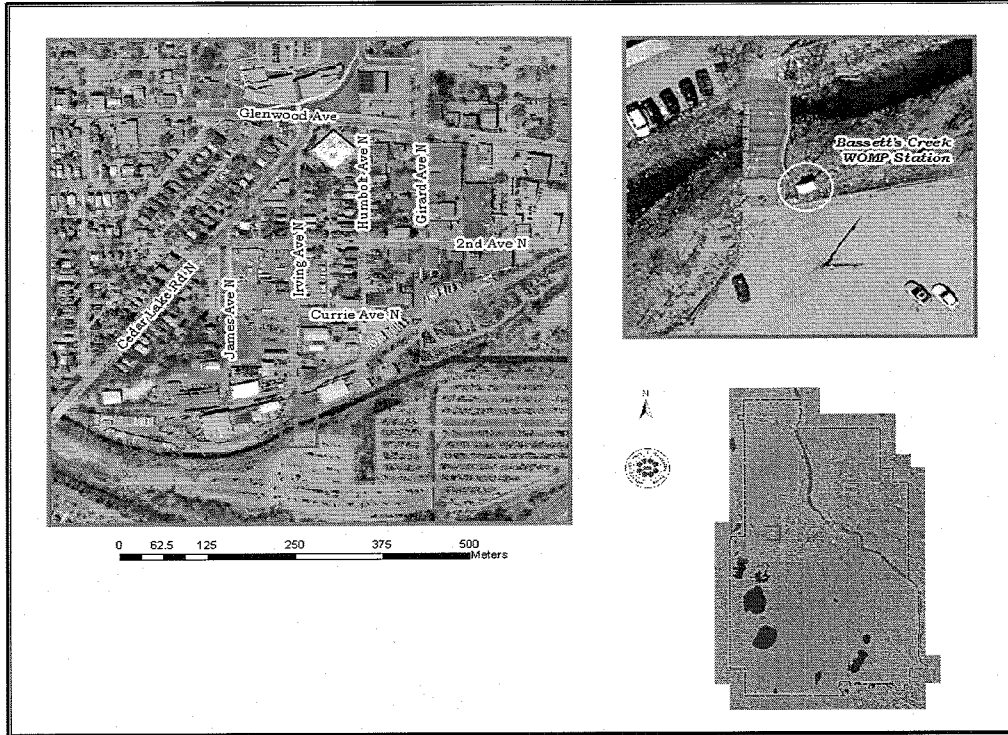 Glenwood Ave
Humbolt Ave N
Girard Ave N
2nd Ave N
Irving Ave N
Cedar Lake Rd N
James Ave N
Currie Ave N
0 62.5 125 250 375 500
Meters
Bassett's Creek
WOMP Station
N